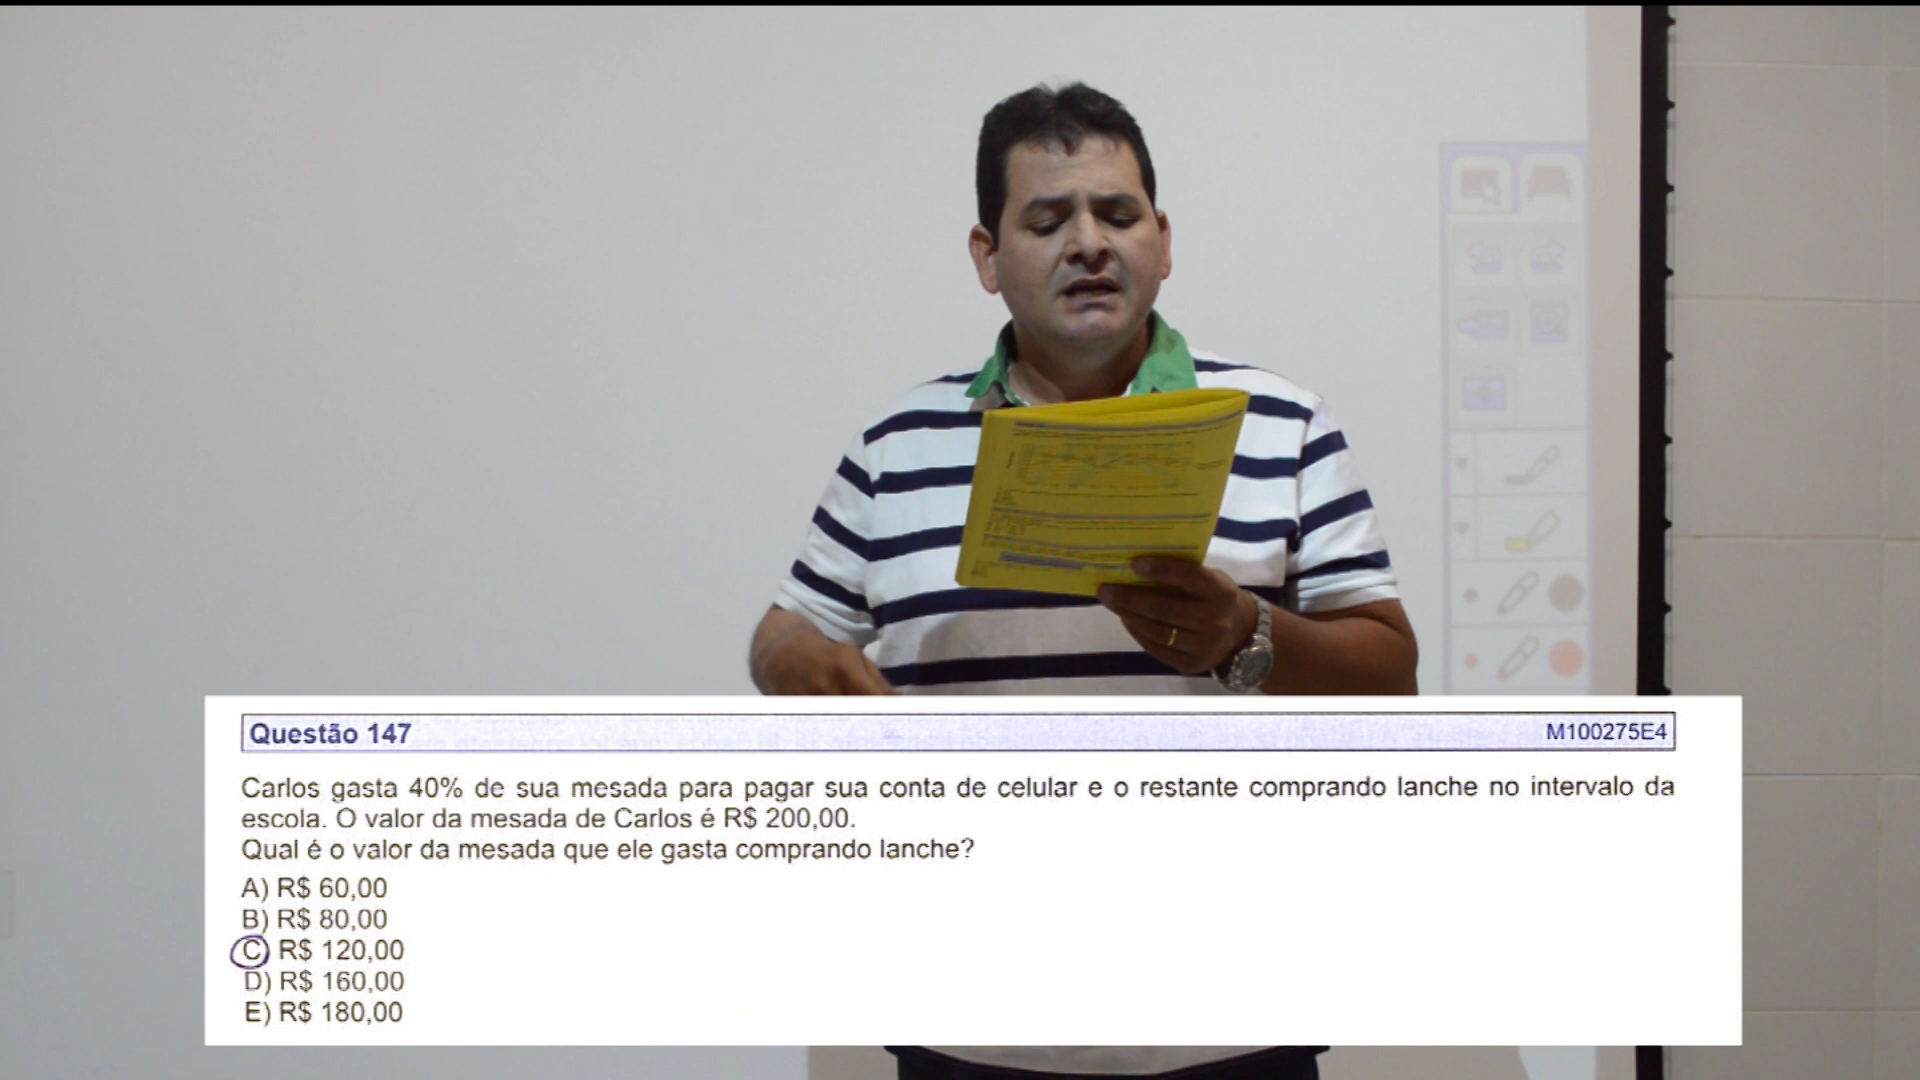 Questão 147
M100275E4
Carlos gasta 40% de sua mesada para pagar sua conta de celular e o restante comprando lanche no intervalo da
escola. O valor da mesada de Carlos é R$ 200,00.
Qual é o valor da mesada que ele gasta comprando lanche?
A) R$ 60,00
B) R$ 80,00
C) R$ 120,00
D) R$ 160,00
E) R$ 180,00